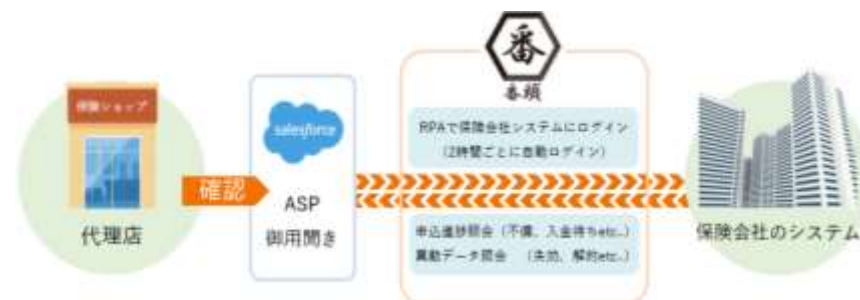 保険ショップ
代理店
確認
salesforce
ASP
御用聞き
番
番頭
RPAで保険会社システムにログイン
(2時間ごとに自動ログイン)
申込進捗照会(不備、入金待ちetc..)
異動データ照会 (失効、解約etc..)
保険会社のシステム